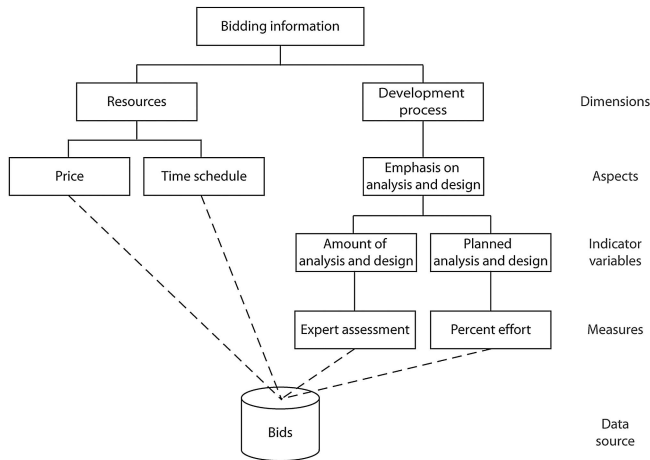 Bidding information
Resources
Development
process
Dimensions
Price
Time schedule
Emphasis on
analysis and design
Aspects
Amount of
analysis and design
Planned
analysis and design
Indicator
variables
Expert assessment
Percent effort
Measures
Bids
Data
source